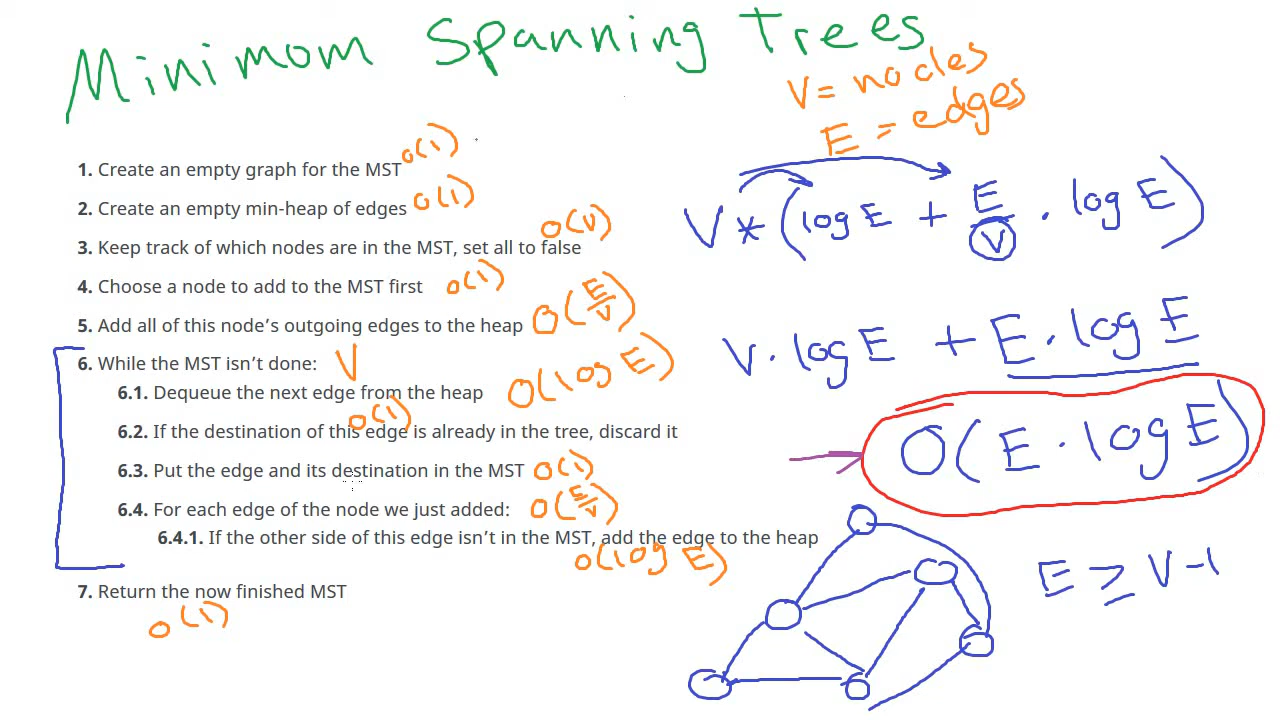 Minimom Spanning Trees
V = nodes
E = edges
1. Create an empty graph for the MST O(1)
2. Create an empty min-heap of edges O(1)
3. Keep track of which nodes are in the MST, set all to false O(V)
4. Choose a node to add to the MST first O(1)
5. Add all of this node’s outgoing edges to the heap O(E/V)
6. While the MST isn’t done: V
6.1. Dequeue the next edge from the heap O(log E)
6.2. If the destination of this edge is already in the tree, discard it O(1)
6.3. Put the edge and its destination in the MST O(1)
6.4. For each edge of the node we just added: O(E/V)
6.4.1. If the other side of this edge isn’t in the MST, add the edge to the heap O(log E)
7. Return the now finished MST
O(1)
V * (log E + E/V · log E)
V · log E + E · log E
O(E · log E)
E ≥ V - 1